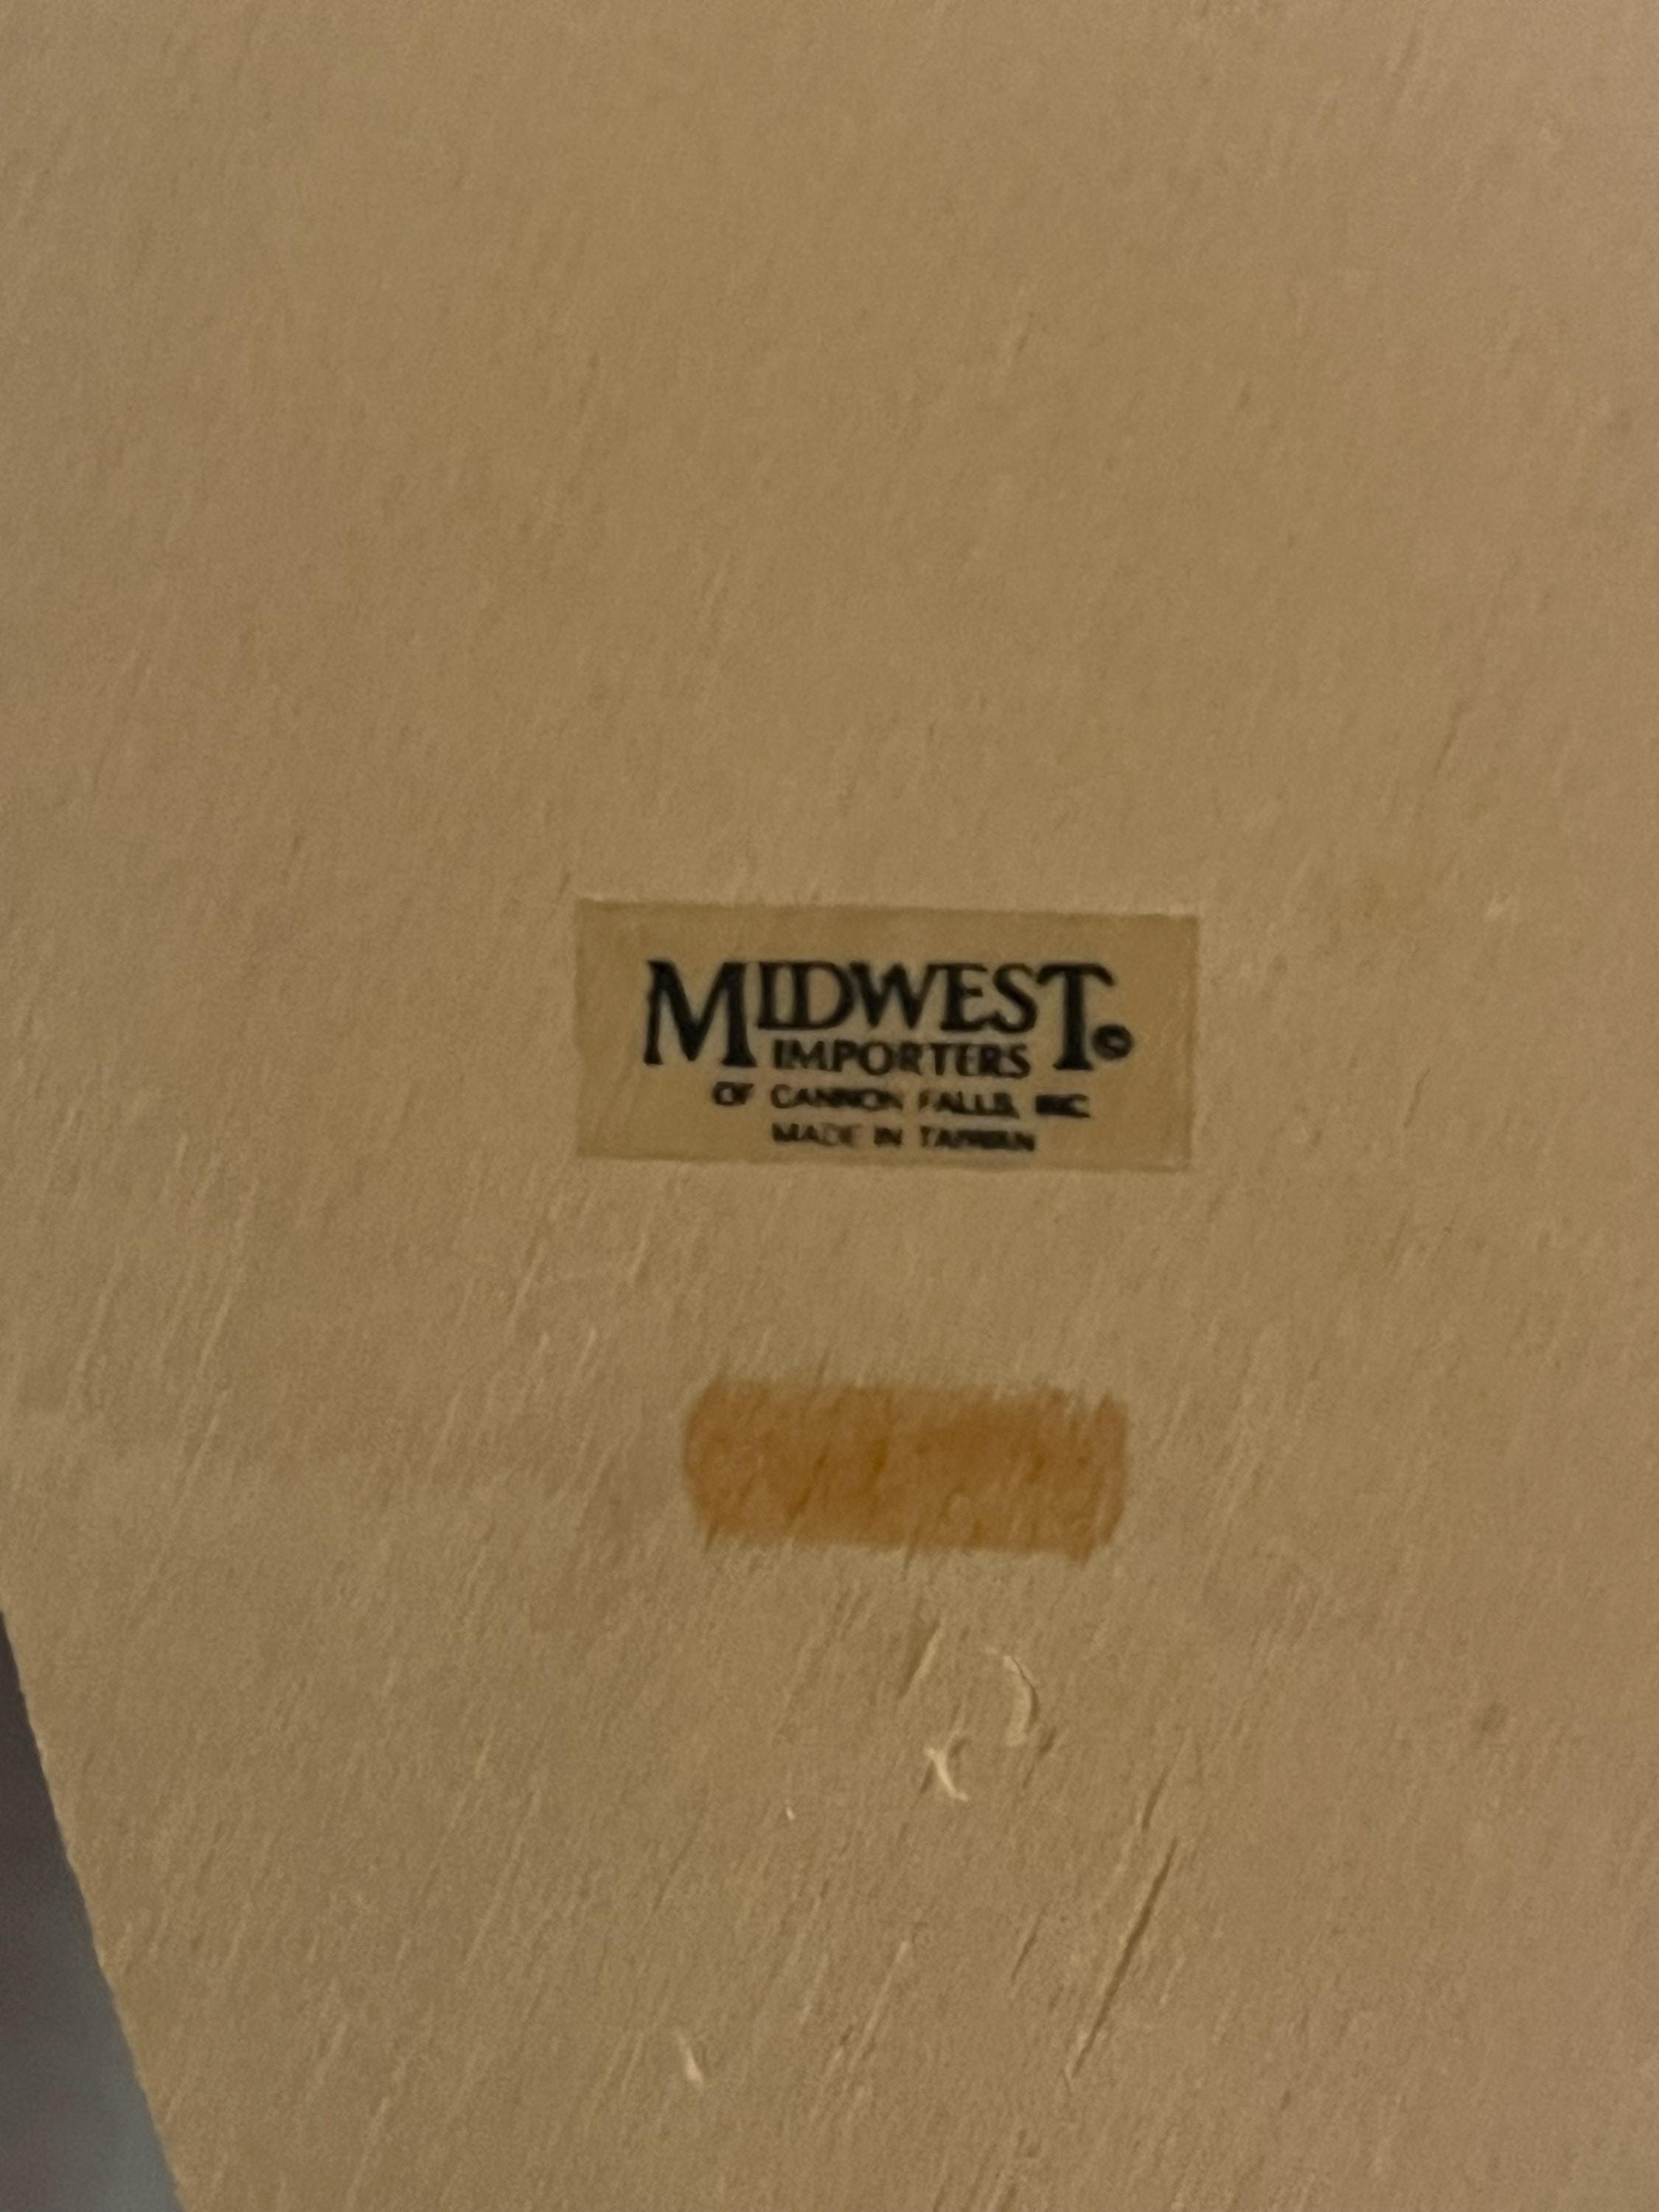 MIDWEST
IMPORTERS
OF CANNON FALLS, INC
MADE IN TAIWAN